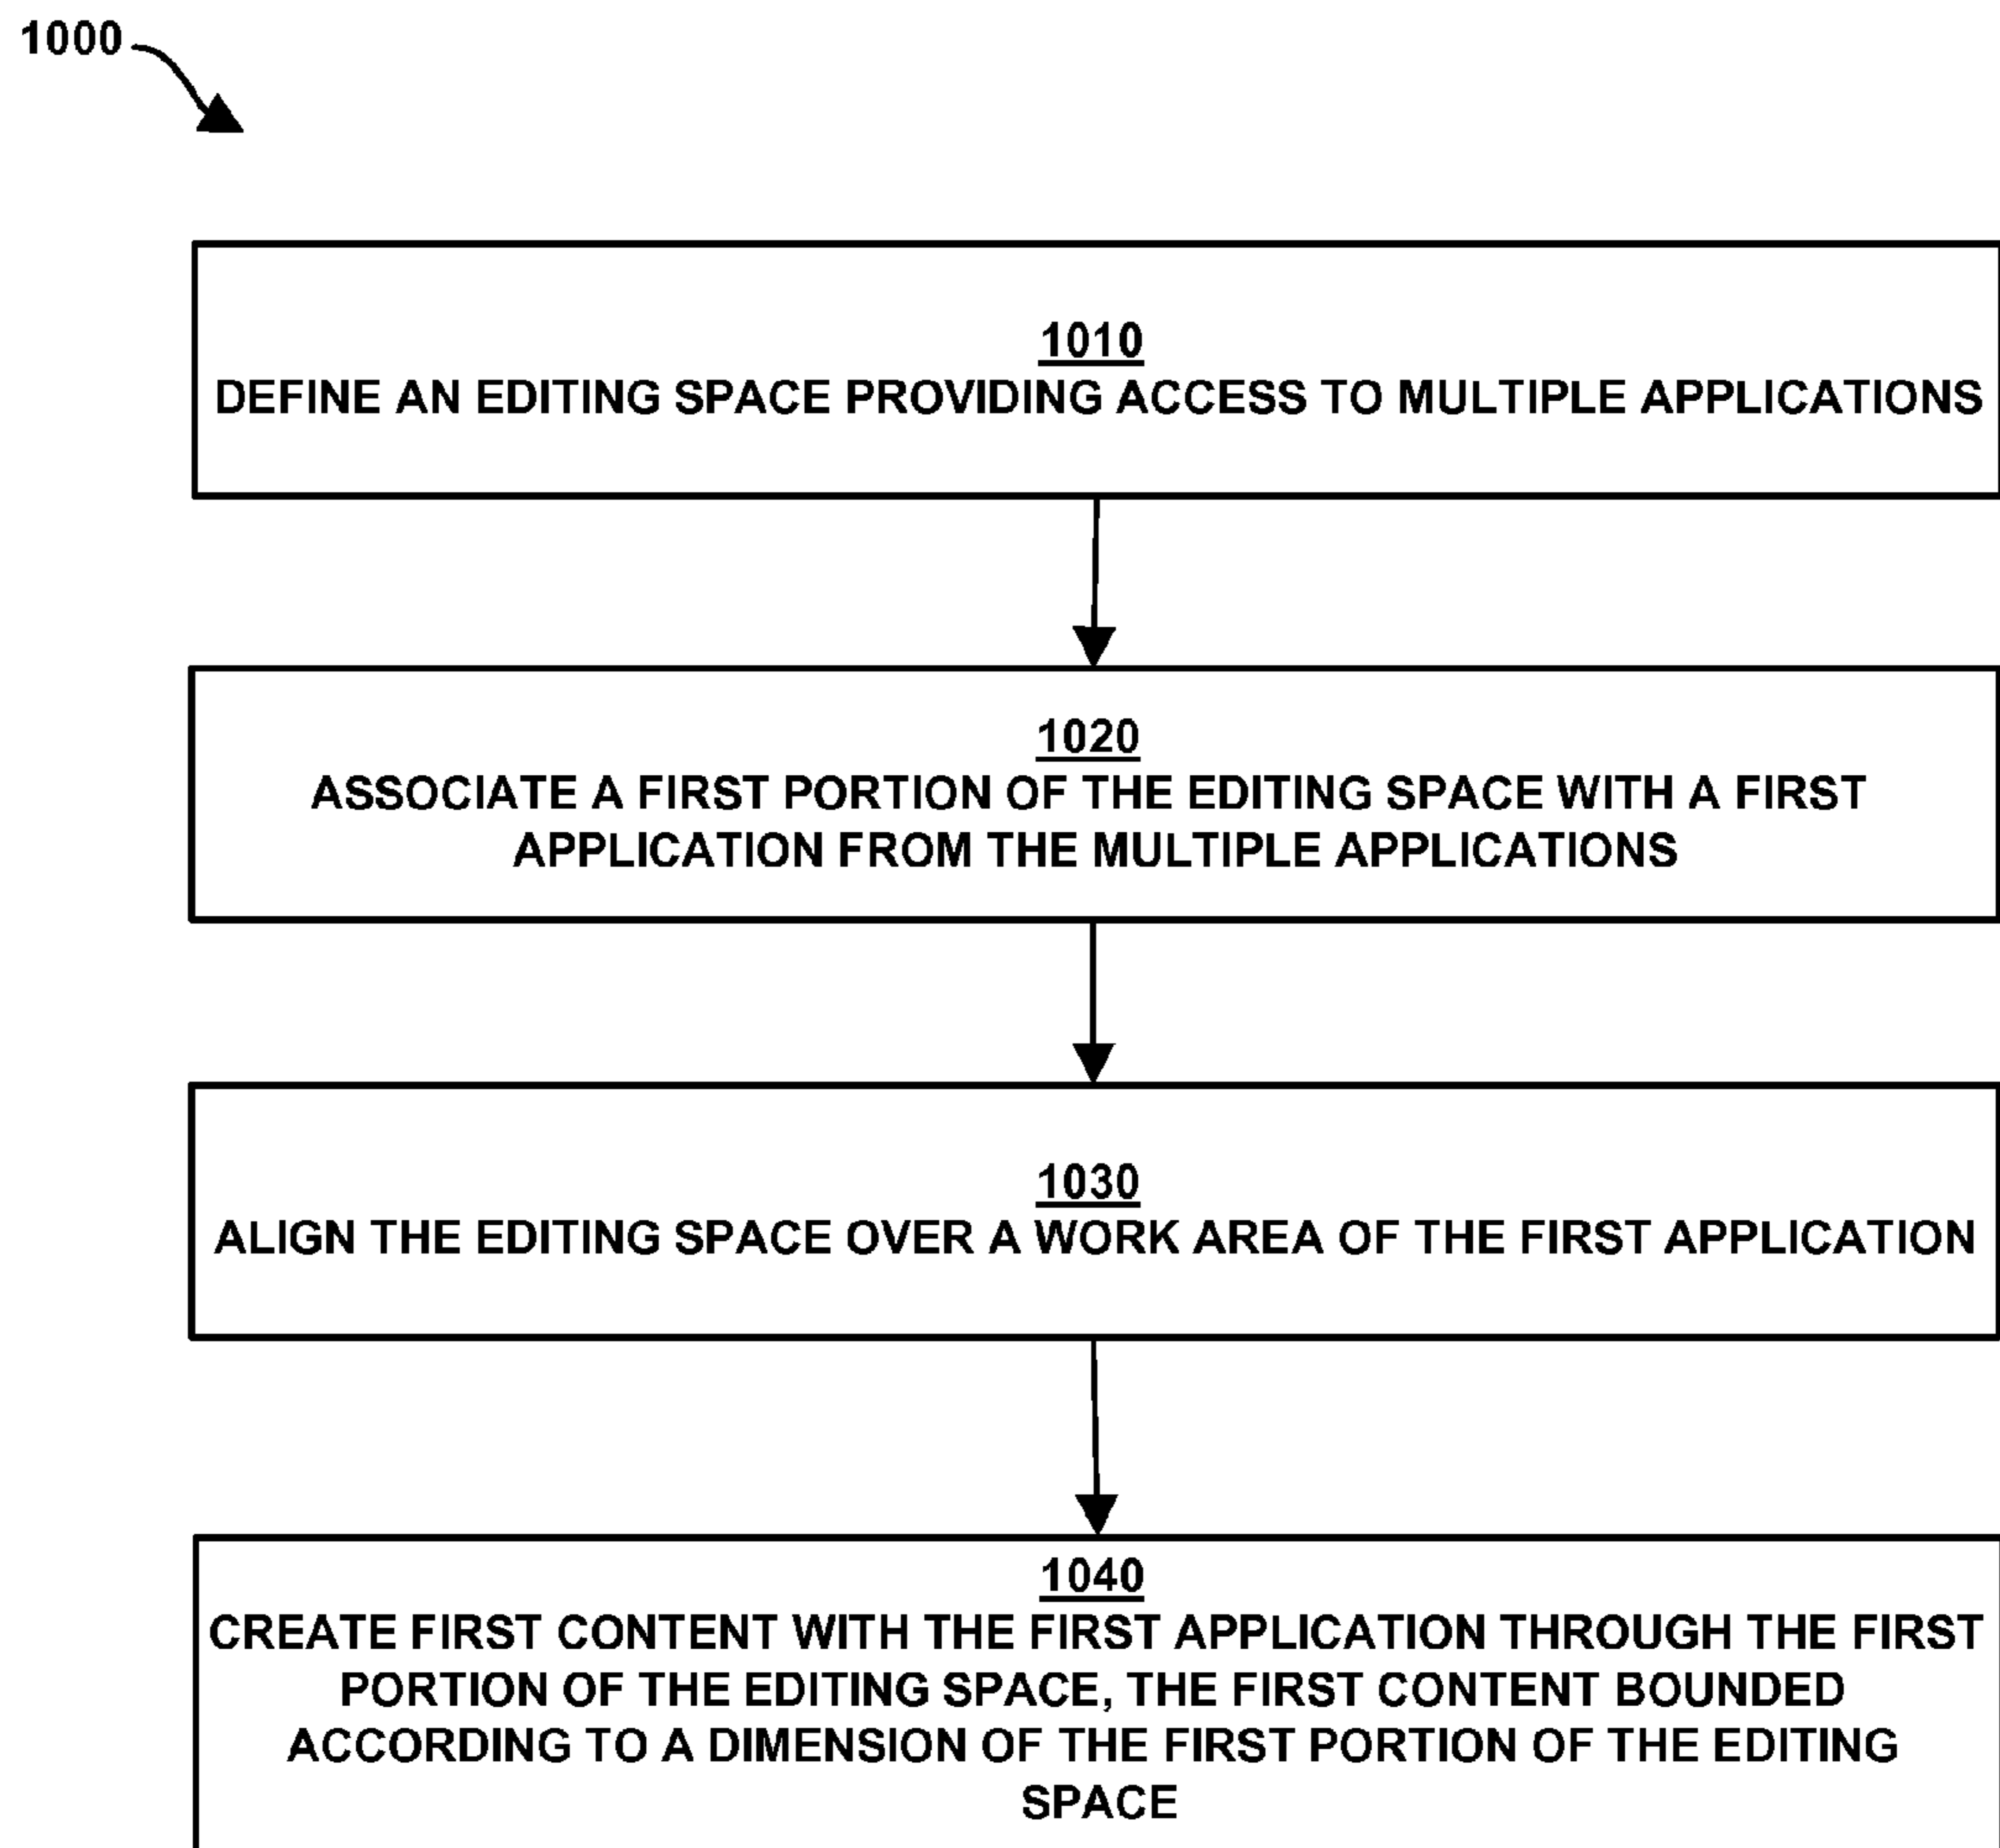 1000
1010
DEFINE AN EDITING SPACE PROVIDING ACCESS TO MULTIPLE APPLICATIONS
1020
ASSOCIATE A FIRST PORTION OF THE EDITING SPACE WITH A FIRST
APPLICATION FROM THE MULTIPLE APPLICATIONS
1030
ALIGN THE EDITING SPACE OVER A WORK AREA OF THE FIRST APPLICATION
1040
CREATE FIRST CONTENT WITH THE FIRST APPLICATION THROUGH THE FIRST
PORTION OF THE EDITING SPACE, THE FIRST CONTENT BOUNDED
ACCORDING TO A DIMENSION OF THE FIRST PORTION OF THE EDITING
SPACE